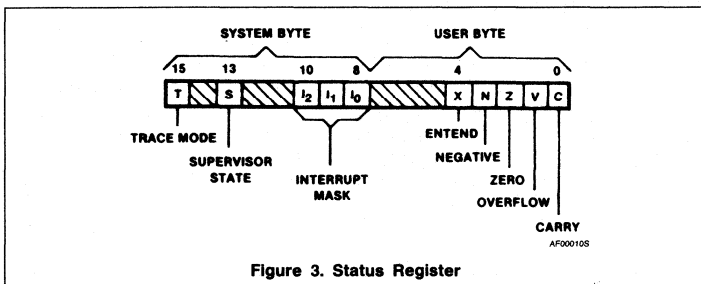 SYSTEM BYTE USER BYTE
15 13 10 8 4 0
T S I2 I1 I0 X N Z V C
TRACE MODE
SUPERVISOR
STATE
INTERRUPT
MASK
ENTEND
NEGATIVE
ZERO
OVERFLOW
CARRY
AF00010S
Figure 3. Status Register